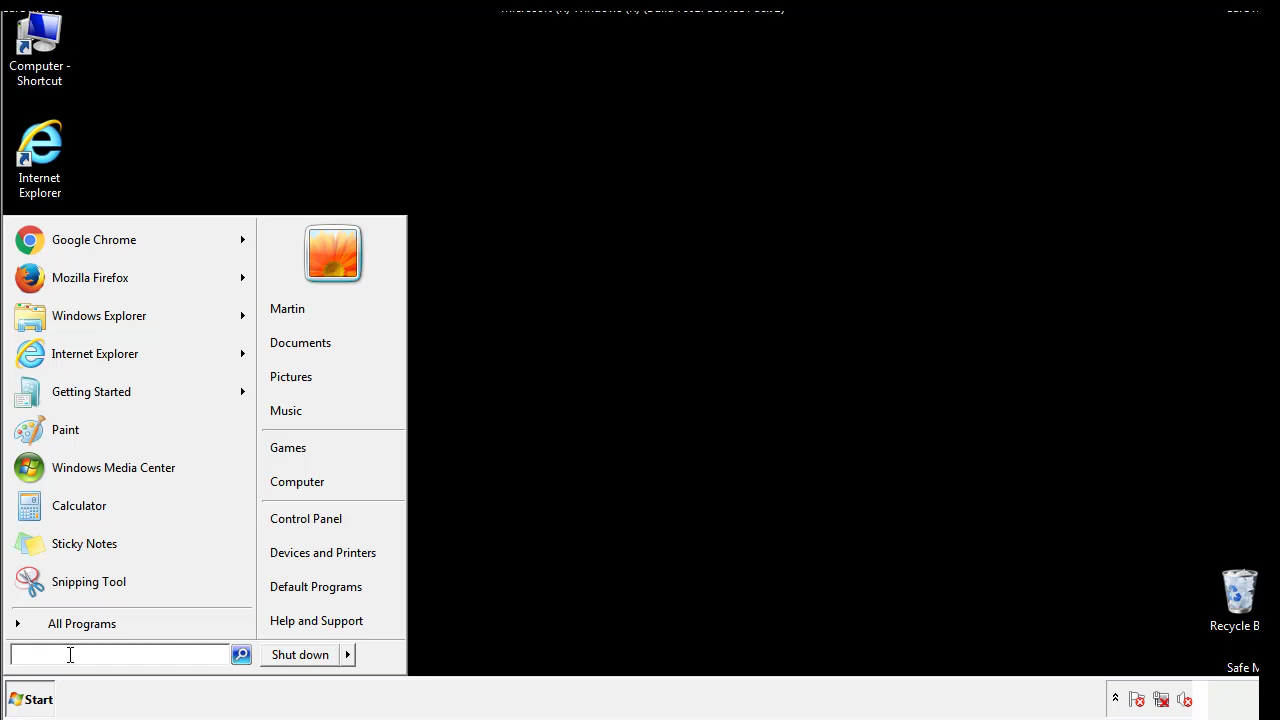 Computer -
Shortcut
Internet
Explorer
Google Chrome
Mozilla Firefox
Windows Explorer
Internet Explorer
Getting Started
Paint
Windows Media Center
Calculator
Sticky Notes
Snipping Tool
All Programs
Martin
Documents
Pictures
Music
Games
Computer
Control Panel
Devices and Printers
Default Programs
Help and Support
Shut down
Recycle B
Safe M
Start